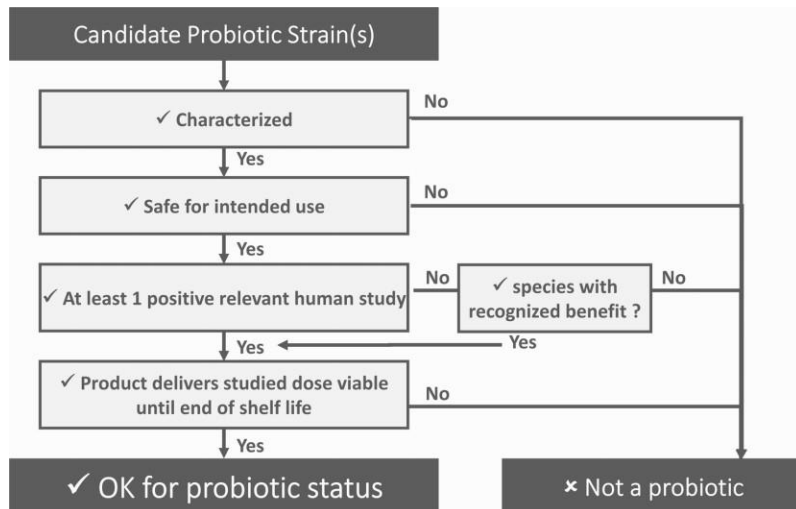 Candidate Probiotic Strain(s)
No
✓ Characterized
Yes
No
✓ Safe for intended use
Yes
No
✓ species with
recognized benefit ?
No
✓ At least 1 positive relevant human study
Yes
Yes
✓ Product delivers studied dose viable
until end of shelf life
No
Yes
✓ OK for probiotic status
✘ Not a probiotic